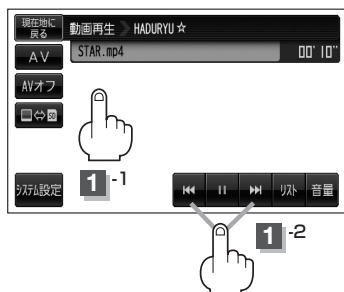 現在地に
戻る
動画再生 HADURYU☆
AV
STAR.mp4 00' 10"
AVオフ
SD
1 -1
システム設定
リスト 音量
1 -2